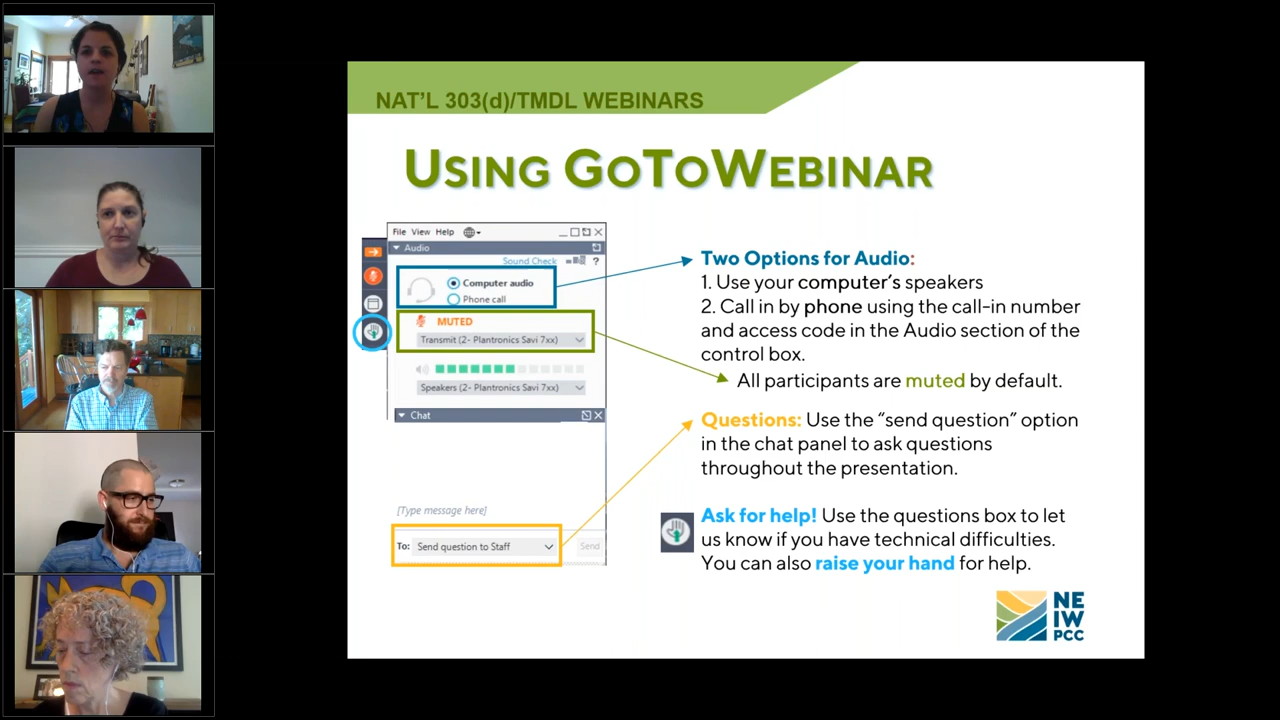 NAT'L 303(d)/TMDL WEBINARS
USING GOTOWEBINAR
File View Help
Audio
Sound Check ?
Computer audio
Phone call
MUTED
Transmit (2- Plantronics Savi 7xx)
Speakers (2- Plantronics Savi 7xx)
Chat
[Type message here]
To: Send question to Staff
Send
Two Options for Audio:
1. Use your computer's speakers
2. Call in by phone using the call-in number
and access code in the Audio section of the
control box.
All participants are muted by default.
Questions: Use the “send question” option
in the chat panel to ask questions
throughout the presentation.
Ask for help! Use the questions box to let
us know if you have technical difficulties.
You can also raise your hand for help.
NE
IW
PCC